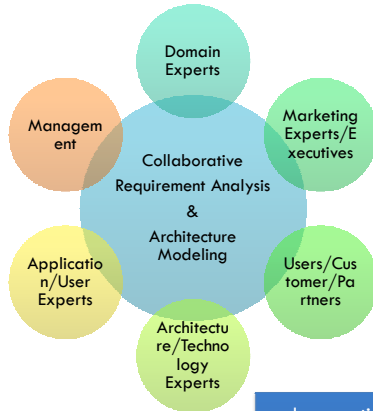 Domain
Experts
Marketing
Experts/E
xecutives
Managem
ent
Collaborative
Requirement Analysis
&
Architecture
Modeling
Applicatio
n/User
Experts
Users/Cus
tomer/Pa
rtners
Architectu
re/Techno
logy
Experts